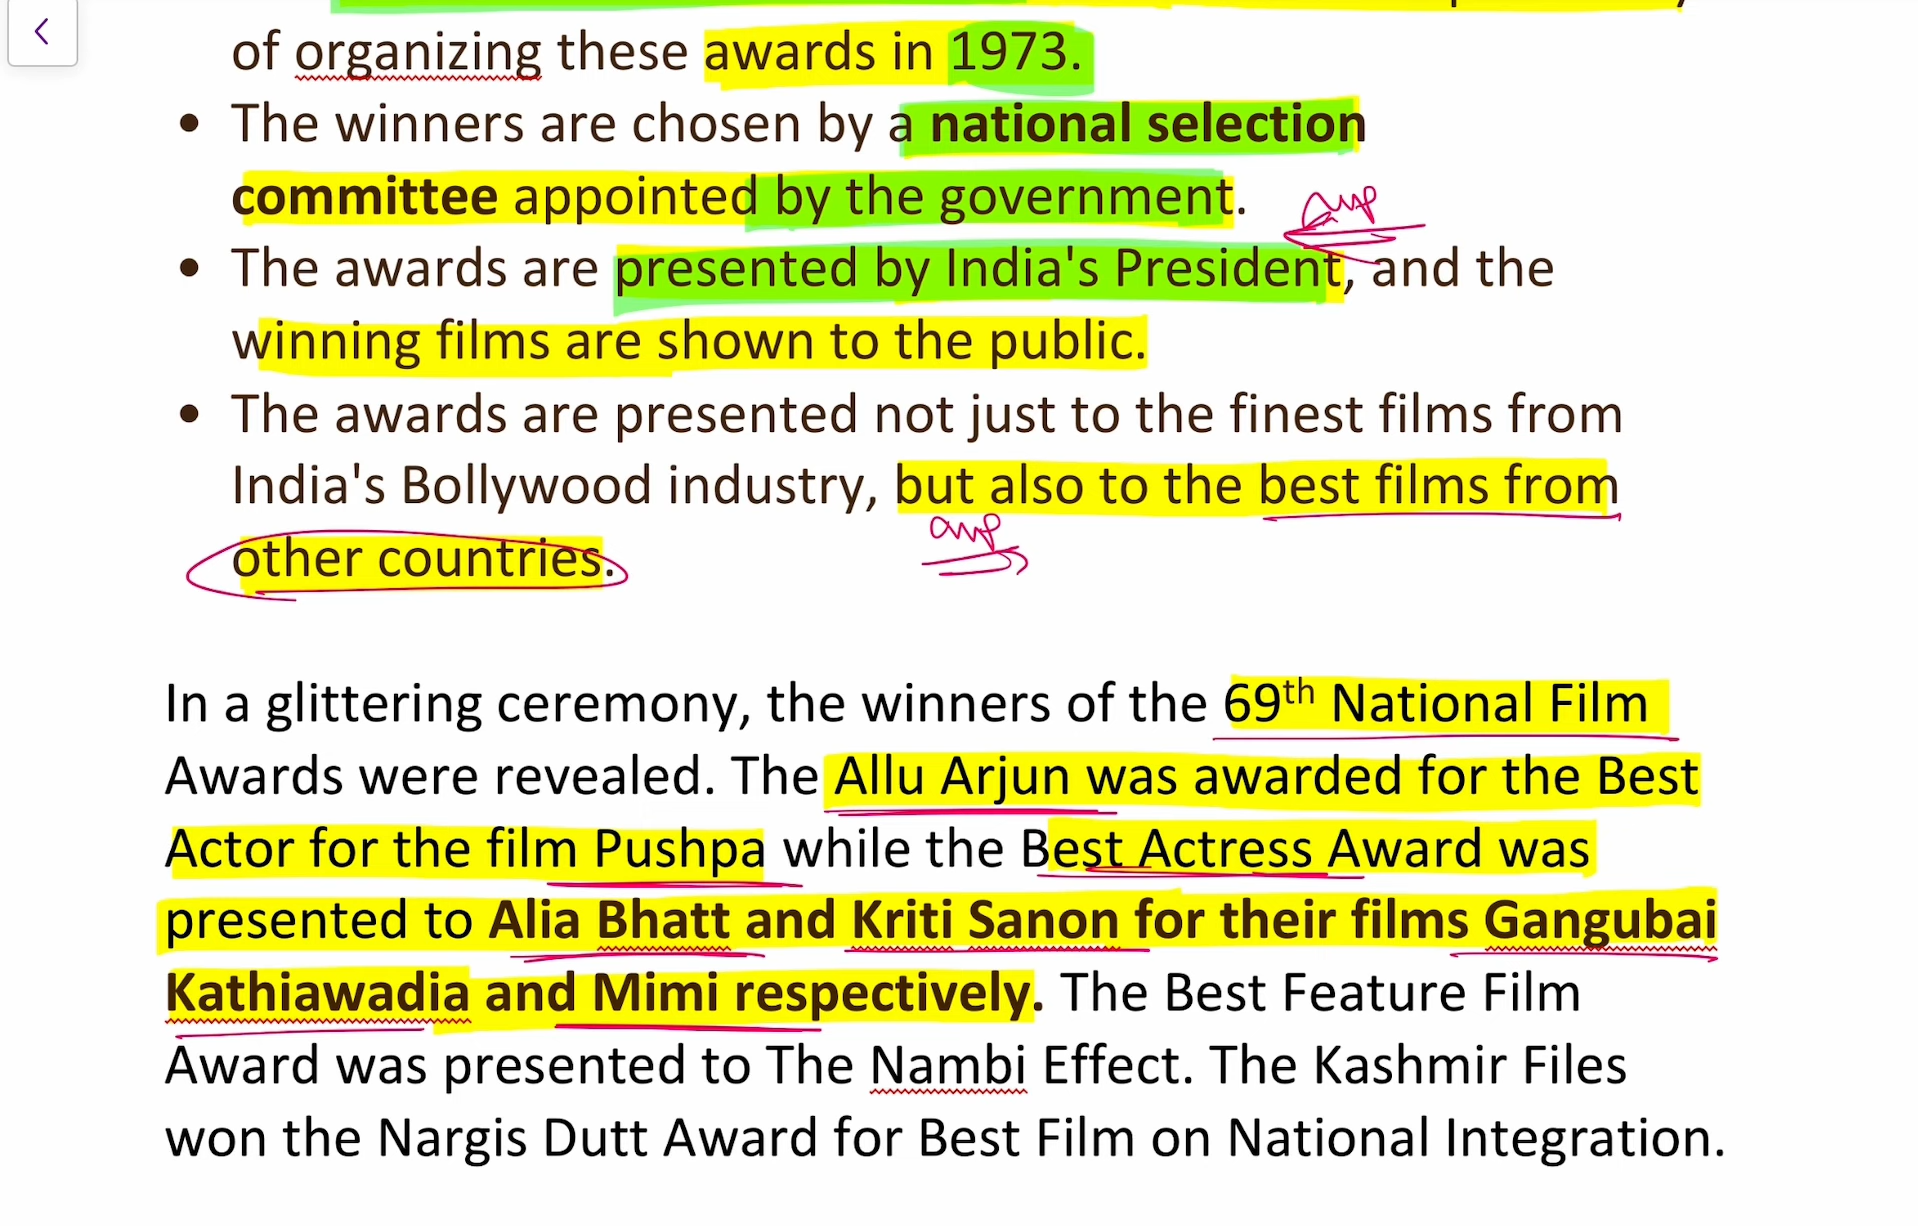 of organizing these awards in 1973.
• The winners are chosen by a national selection
committee appointed by the government.
• The awards are presented by India's President, and the
winning films are shown to the public.
• The awards are presented not just to the finest films from
India's Bollywood industry, but also to the best films from
other countries.
In a glittering ceremony, the winners of the 69th National Film
Awards were revealed. The Allu Arjun was awarded for the Best
Actor for the film Pushpa while the Best Actress Award was
presented to Alia Bhatt and Kriti Sanon for their films Gangubai
Kathiawadia and Mimi respectively. The Best Feature Film
Award was presented to The Nambi Effect. The Kashmir Files
won the Nargis Dutt Award for Best Film on National Integration.